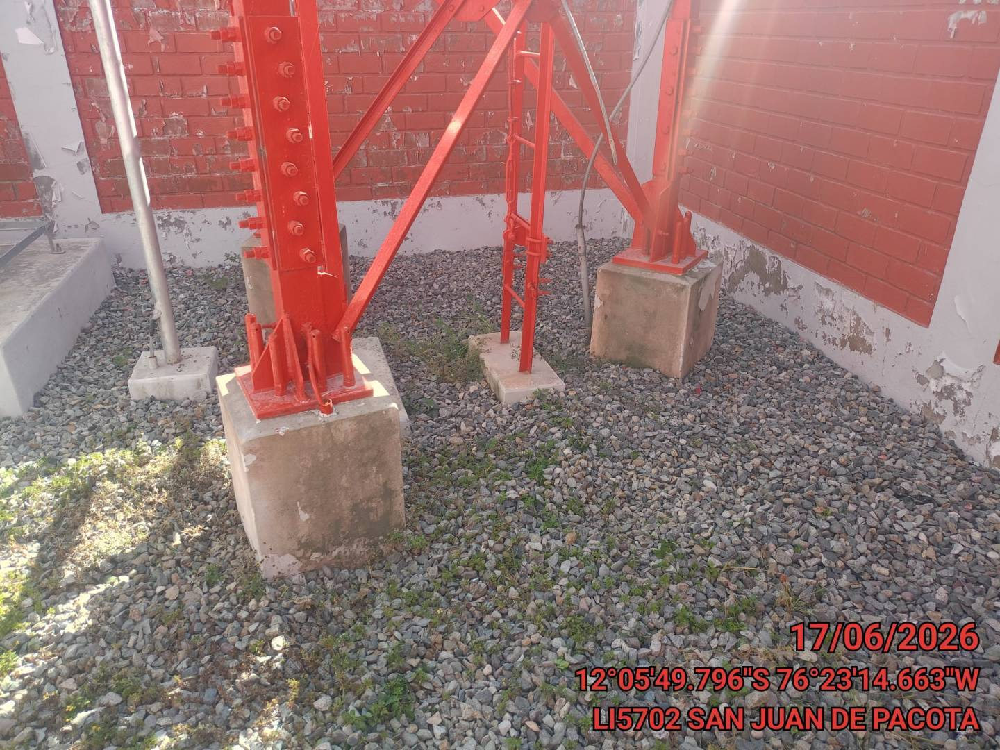 17/06/2026
12°05'49.796"S 76°23'14.663"W
LI5702 SAN JUAN DE PACOTA